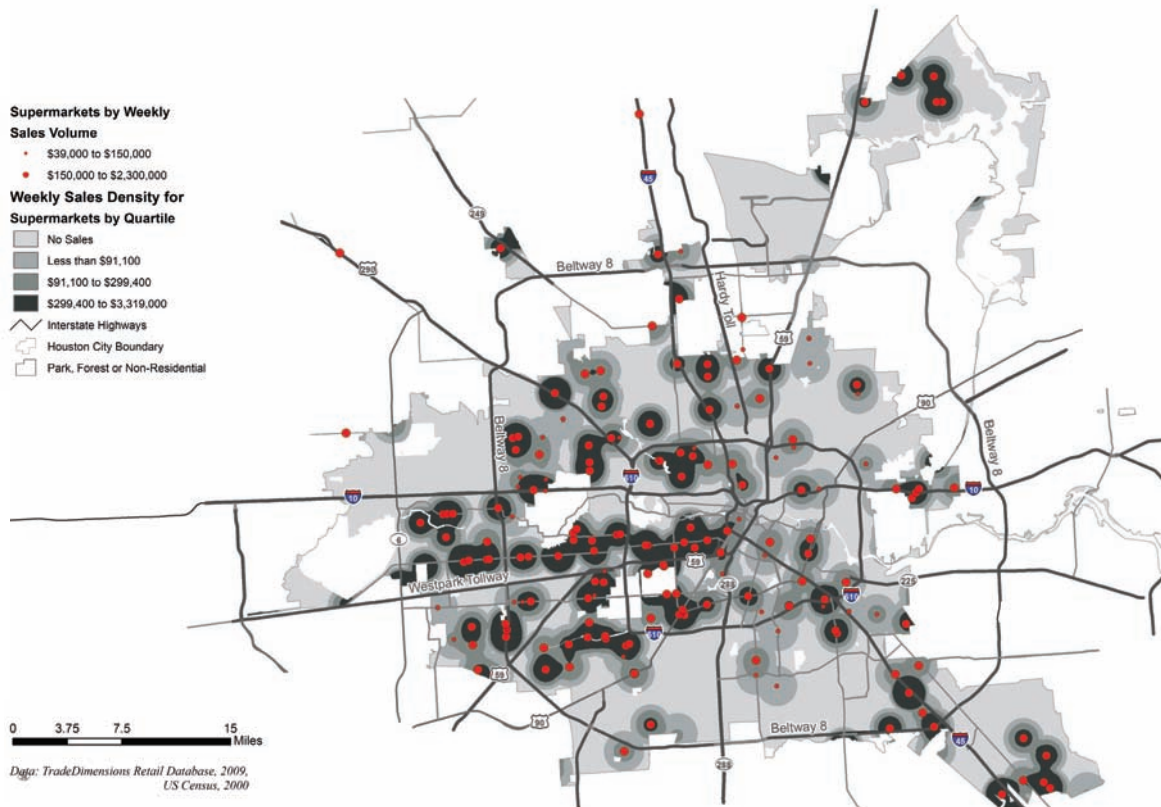 Supermarkets by Weekly
Sales Volume
$39,000 to $150,000
$150,000 to $2,300,000
Weekly Sales Density for
Supermarkets by Quartile
No Sales
Less than $91,100
$91,100 to $299,400
$299,400 to $3,319,000
Interstate Highways
Houston City Boundary
Park, Forest or Non-Residential
45
249
290
Beltway 8
Hardy Toll
59
90
Beltway 8
Beltway 8
610
10
10
6
Westpark Tollway
59
288
225
610
610
59
90
Beltway 8
288
45
0 3.75 7.5 15
Miles
Data: TradeDimensions Retail Database, 2009,
US Census, 2000